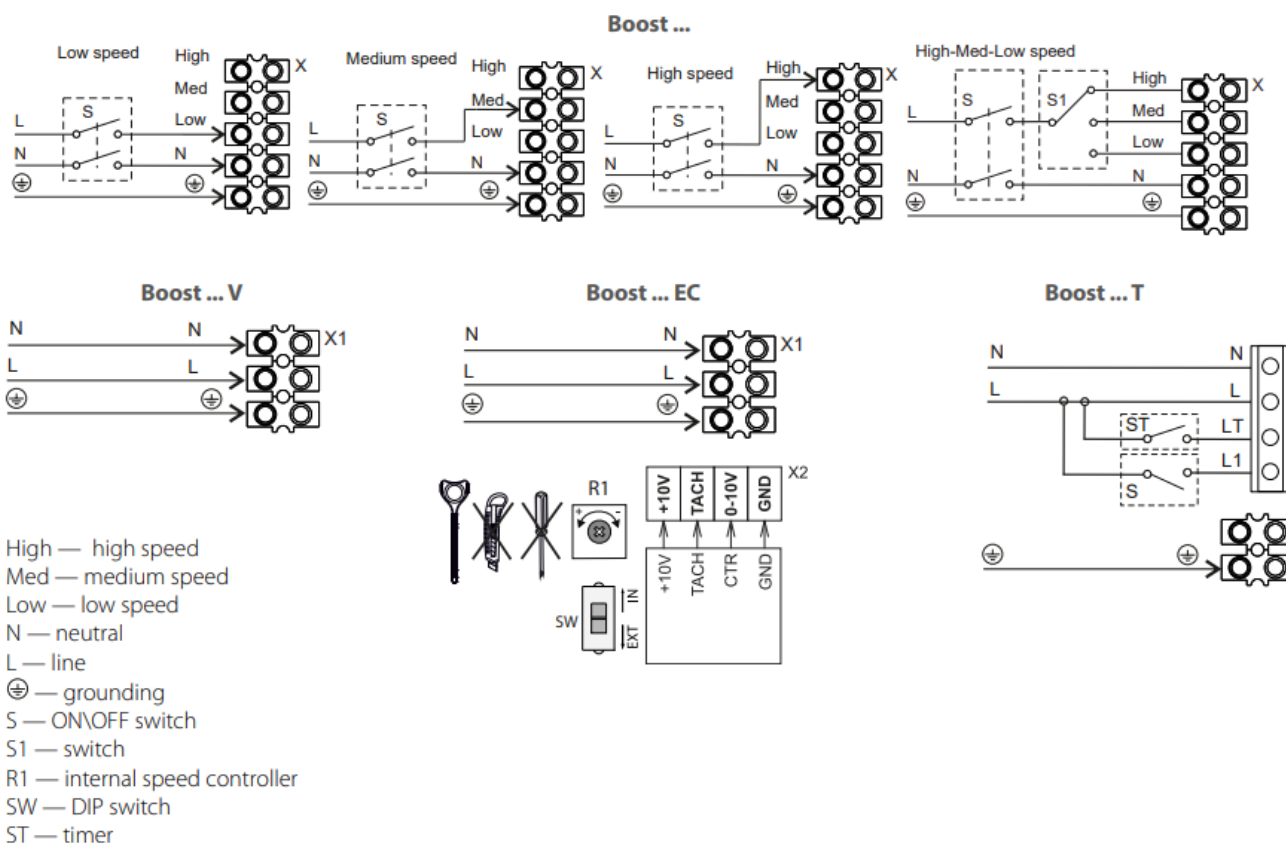 Boost ...
Low speed
High
X
Med
Low
S
L
N
N
Medium speed
High
X
Med
Low
S
L
N
N
High speed
High
X
Med
Low
S
L
N
N
High-Med-Low speed
High
X
S
S1
Med
L
Low
N
N
Boost ... V
N
N
X1
L
L
Boost ... EC
N
N
X1
L
L
R1
+ -
+10V
TACH
0-10V
GND
X2
+10V
TACH
CTR
GND
SW
IN
EXT
Boost ... T
N
N
L
L
ST
LT
L1
S
High — high speed
Med — medium speed
Low — low speed
N — neutral
L — line
— grounding
S — ON\OFF switch
S1 — switch
R1 — internal speed controller
SW — DIP switch
ST — timer